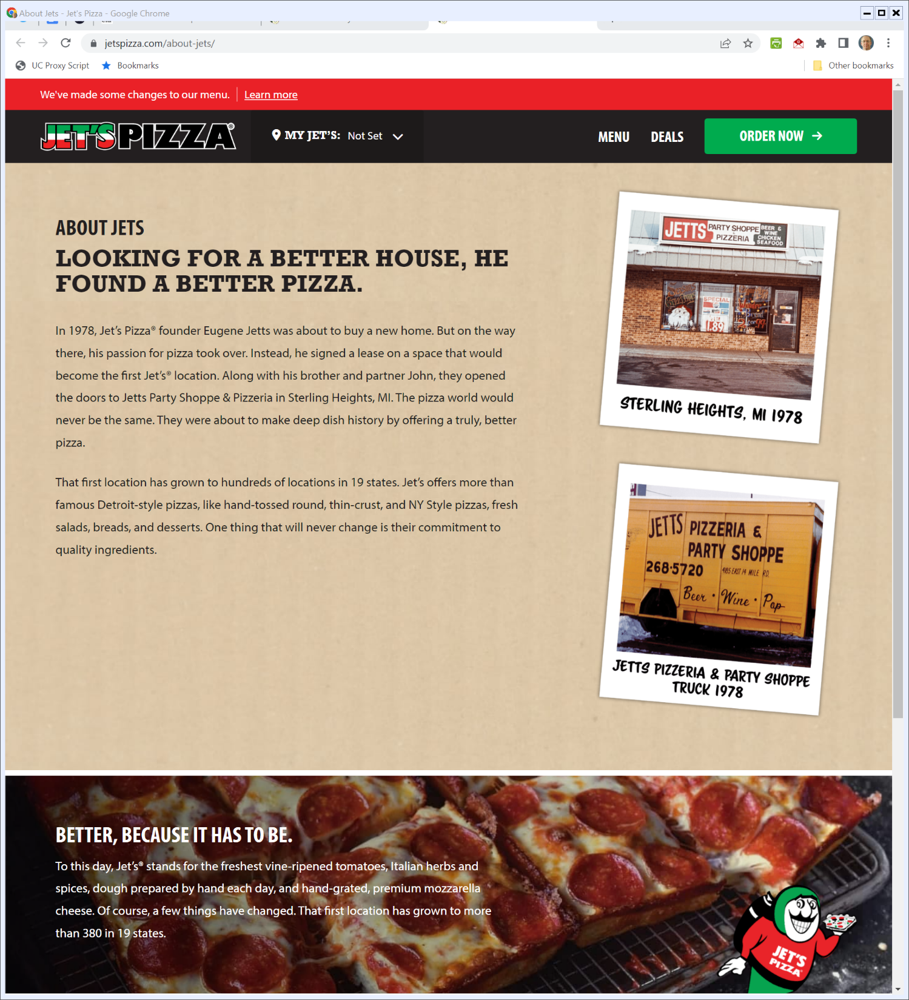 About Jets - Jet's Pizza - Google Chrome
jetspizza.com/about-jets/
UC Proxy Script
Bookmarks
Other bookmarks
We've made some changes to our menu.
Learn more
JET'S PIZZA®
MY JET'S: Not Set
MENU
DEALS
ORDER NOW →
ABOUT JETS
LOOKING FOR A BETTER HOUSE, HE
FOUND A BETTER PIZZA.
In 1978, Jet's Pizza® founder Eugene Jetts was about to buy a new home. But on the way
there, his passion for pizza took over. Instead, he signed a lease on a space that would
become the first Jet's® location. Along with his brother and partner John, they opened
the doors to Jetts Party Shoppe & Pizzeria in Sterling Heights, MI. The pizza world would
never be the same. They were about to make deep dish history by offering a truly, better
pizza.
That first location has grown to hundreds of locations in 19 states. Jet's offers more than
famous Detroit-style pizzas, like hand-tossed round, thin-crust, and NY Style pizzas, fresh
salads, breads, and desserts. One thing that will never change is their commitment to
quality ingredients.
JETTS PARTY SHOPPE
PIZZERIA
BEER &
WINE
CHICKEN
SEAFOOD
SPECIAL
1.89
STERLING HEIGHTS, MI 1978
JETTS PIZZERIA &
PARTY SHOPPE
268-5720 4185 EAST 14 MILE RD.
Beer · Wine · Pop
JETTS PIZZERIA & PARTY SHOPPE
TRUCK 1978
BETTER, BECAUSE IT HAS TO BE.
To this day, Jet's® stands for the freshest vine-ripened tomatoes, Italian herbs and
spices, dough prepared by hand each day, and hand-grated, premium mozzarella
cheese. Of course, a few things have changed. That first location has grown to more
than 380 in 19 states.
JET'S
PIZZA